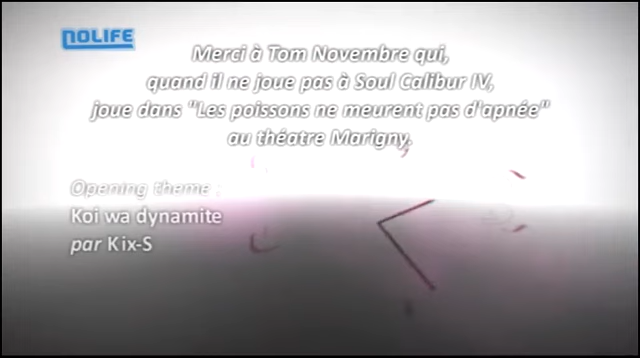 NOLIFE
Merci à Tom Novembre qui,
quand il ne joue pas à Soul Calibur IV,
joue dans "Les poissons ne meurent pas d'apnée"
au théatre Marigny.
Opening theme :
Koi wa dynamite
par Kix-S